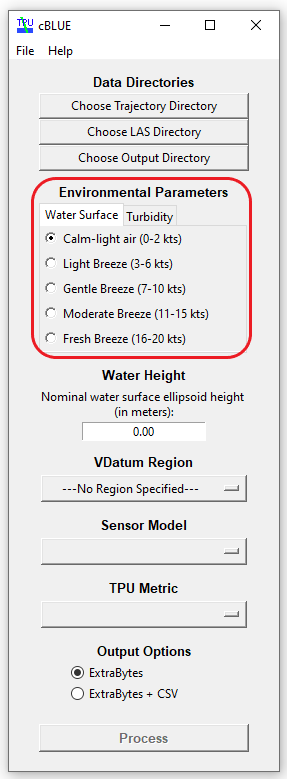 TPU cBLUE
File Help
Data Directories
Choose Trajectory Directory
Choose LAS Directory
Choose Output Directory
Environmental Parameters
Water Surface Turbidity
Calm-light air (0-2 kts)
Light Breeze (3-6 kts)
Gentle Breeze (7-10 kts)
Moderate Breeze (11-15 kts)
Fresh Breeze (16-20 kts)
Water Height
Nominal water surface ellipsoid height
(in meters):
0.00
VDatum Region
---No Region Specified---
Sensor Model
TPU Metric
Output Options
ExtraBytes
ExtraBytes + CSV
Process